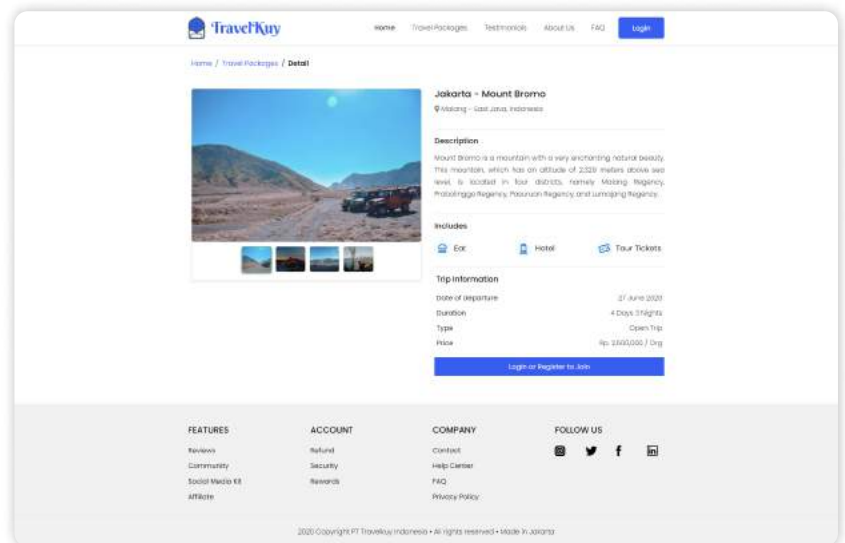 TravelKuy
Home Travel Packages Testimonials About Us FAQ Login
Home / Travel Packages / Detail
Jakarta - Mount Bromo
Malang - East Java, Indonesia
Description
Mount Bromo is a mountain with a very enchanting natural beauty.
This mountain, which has an altitude of 2,329 meters above sea
level, is located in four districts, namely Malang Regency,
Probolinggo Regency, Pasuruan Regency, and Lumajang Regency.
Includes
Eat Hotel Tour Tickets
Trip Information
Date of departure 27 June 2020
Duration 4 Days 3 Nights
Type Open Trip
Price Rp. / Org
Login or Register to Join
FEATURES ACCOUNT COMPANY FOLLOW US
Reviews Refund Contact
Community Security Help Center
Social Media Kit Rewards FAQ
Affiliate Privacy Policy
2020 Copyright PT Travelkuy Indonesia • All rights reserved • Made in Jakarta